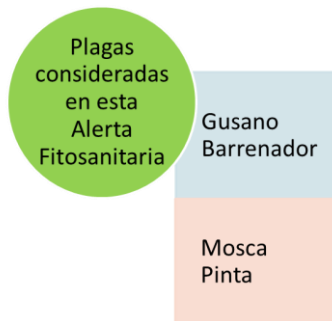 Plagas
consideradas
en esta
Alerta
Fitosanitaria
Gusano
Barrenador
Mosca
Pinta